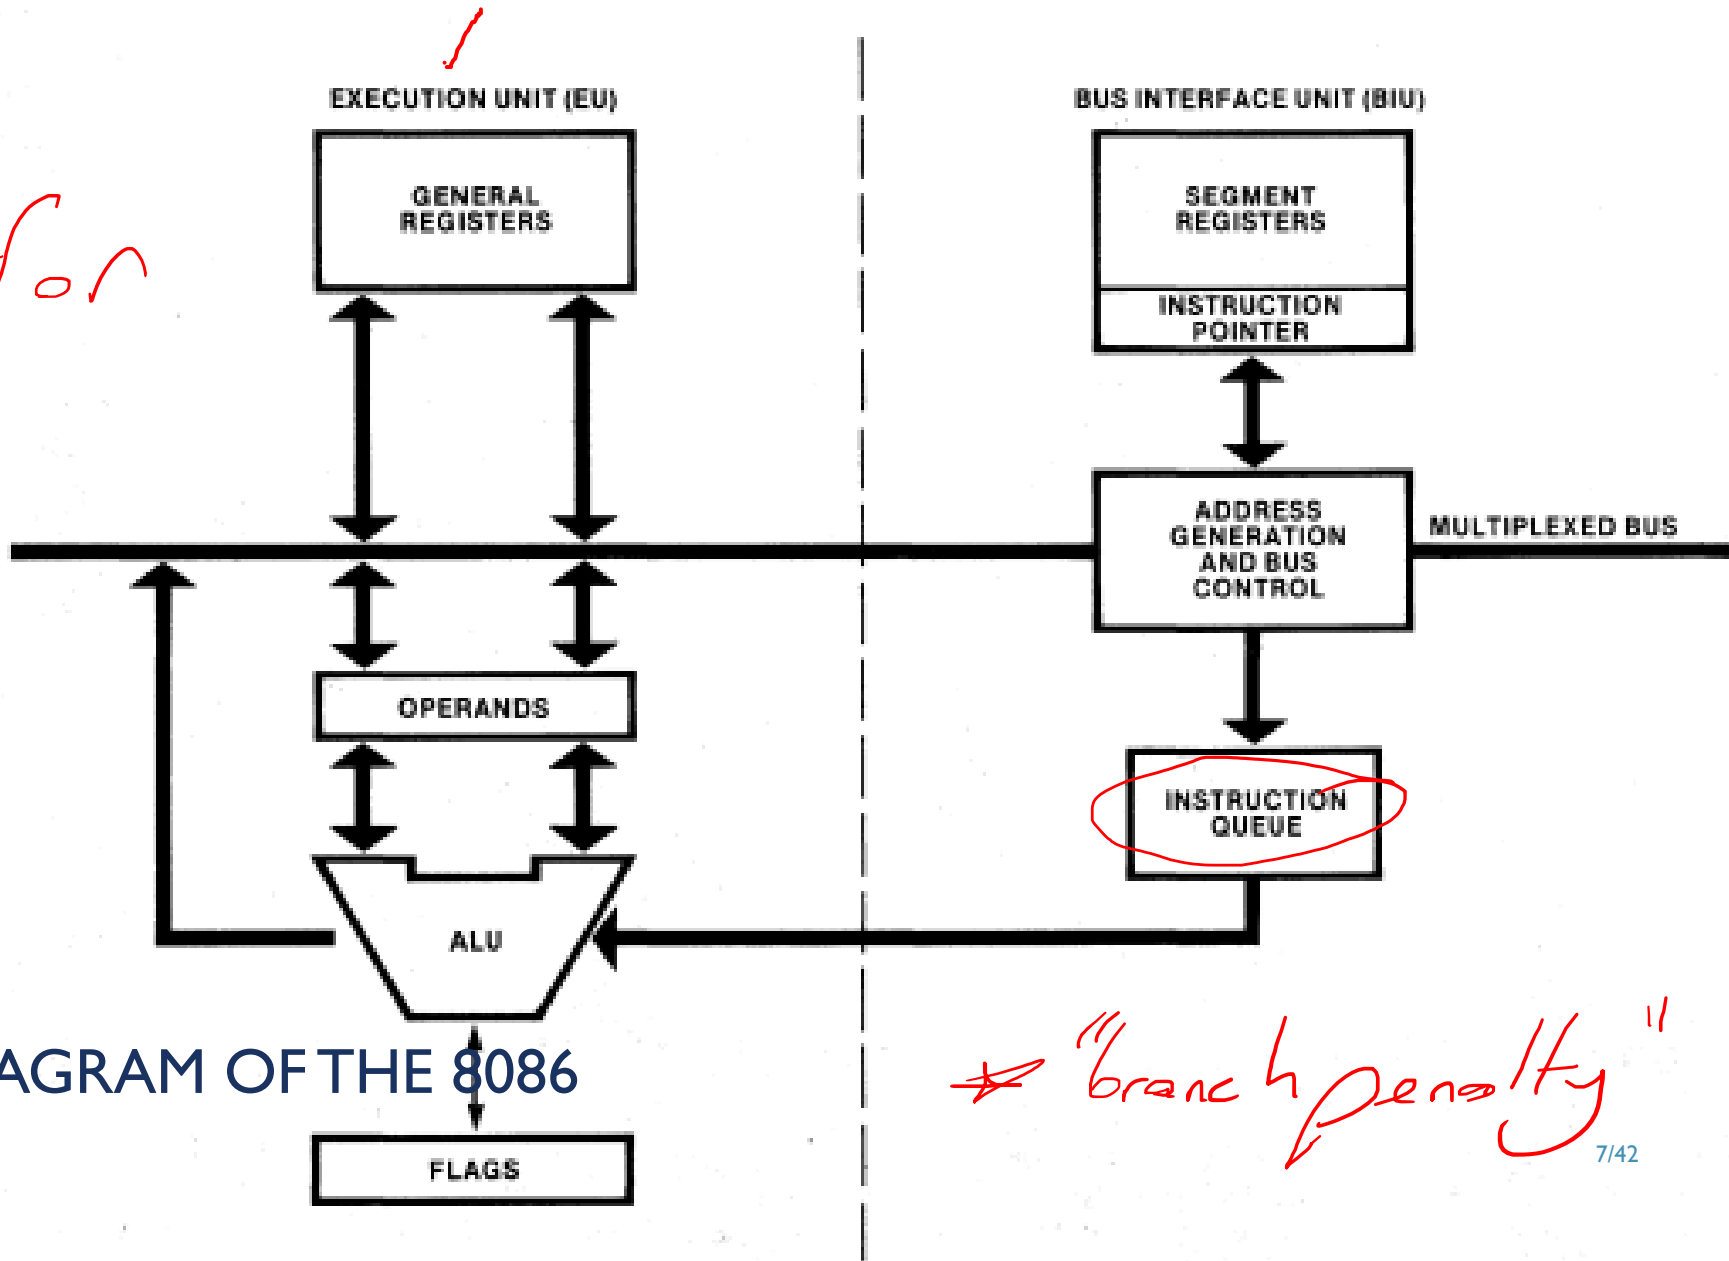 EXECUTION UNIT (EU)
GENERAL
REGISTERS
OPERANDS
ALU
FLAGS
BUS INTERFACE UNIT (BIU)
SEGMENT
REGISTERS
INSTRUCTION
POINTER
ADDRESS
GENERATION
AND BUS
CONTROL
MULTIPLEXED BUS
INSTRUCTION
QUEUE
for
AGRAM OF THE 8086
"branch penalty"
7/42